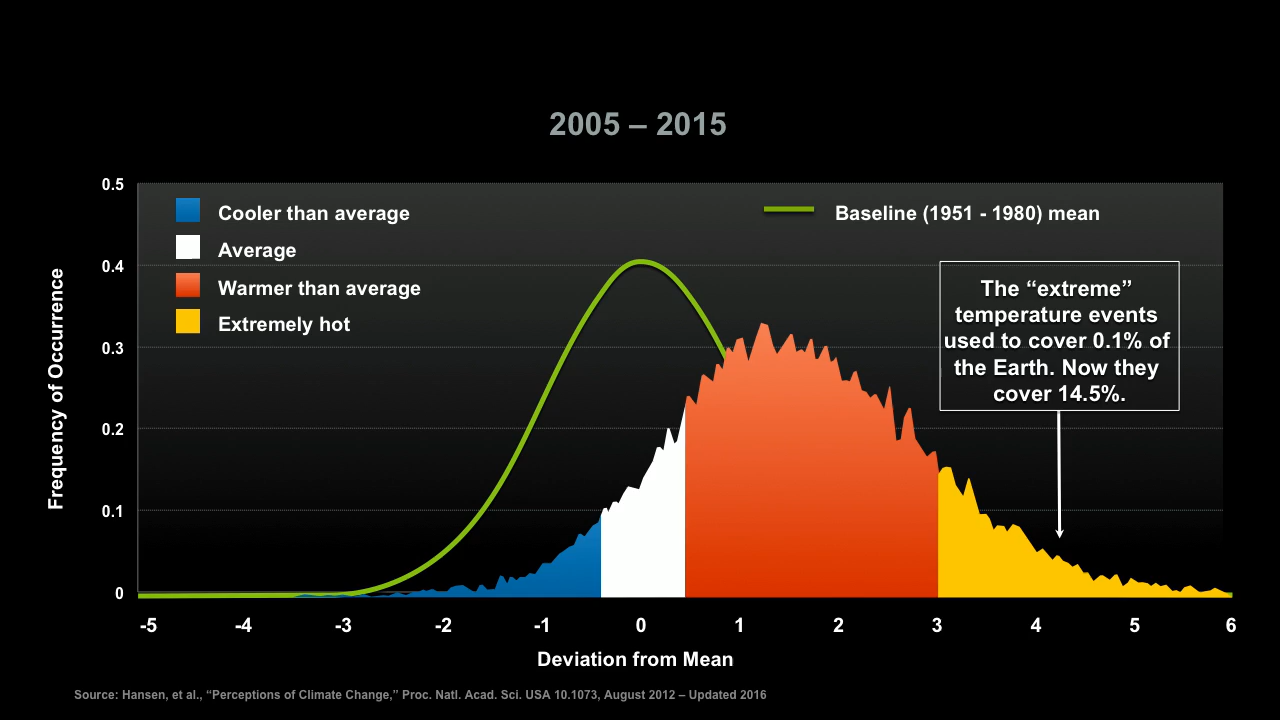 2005 – 2015
0.5
0.4
0.3
0.2
0.1
0
Frequency of Occurrence
Cooler than average
Average
Warmer than average
Extremely hot
Baseline (1951 - 1980) mean
The “extreme”
temperature events
used to cover 0.1% of
the Earth. Now they
cover 14.5%.
-5 -4 -3 -2 -1 0 1 2 3 4 5 6
Deviation from Mean
Source: Hansen, et al., “Perceptions of Climate Change,” Proc. Natl. Acad. Sci. USA 10.1073, August 2012 – Updated 2016